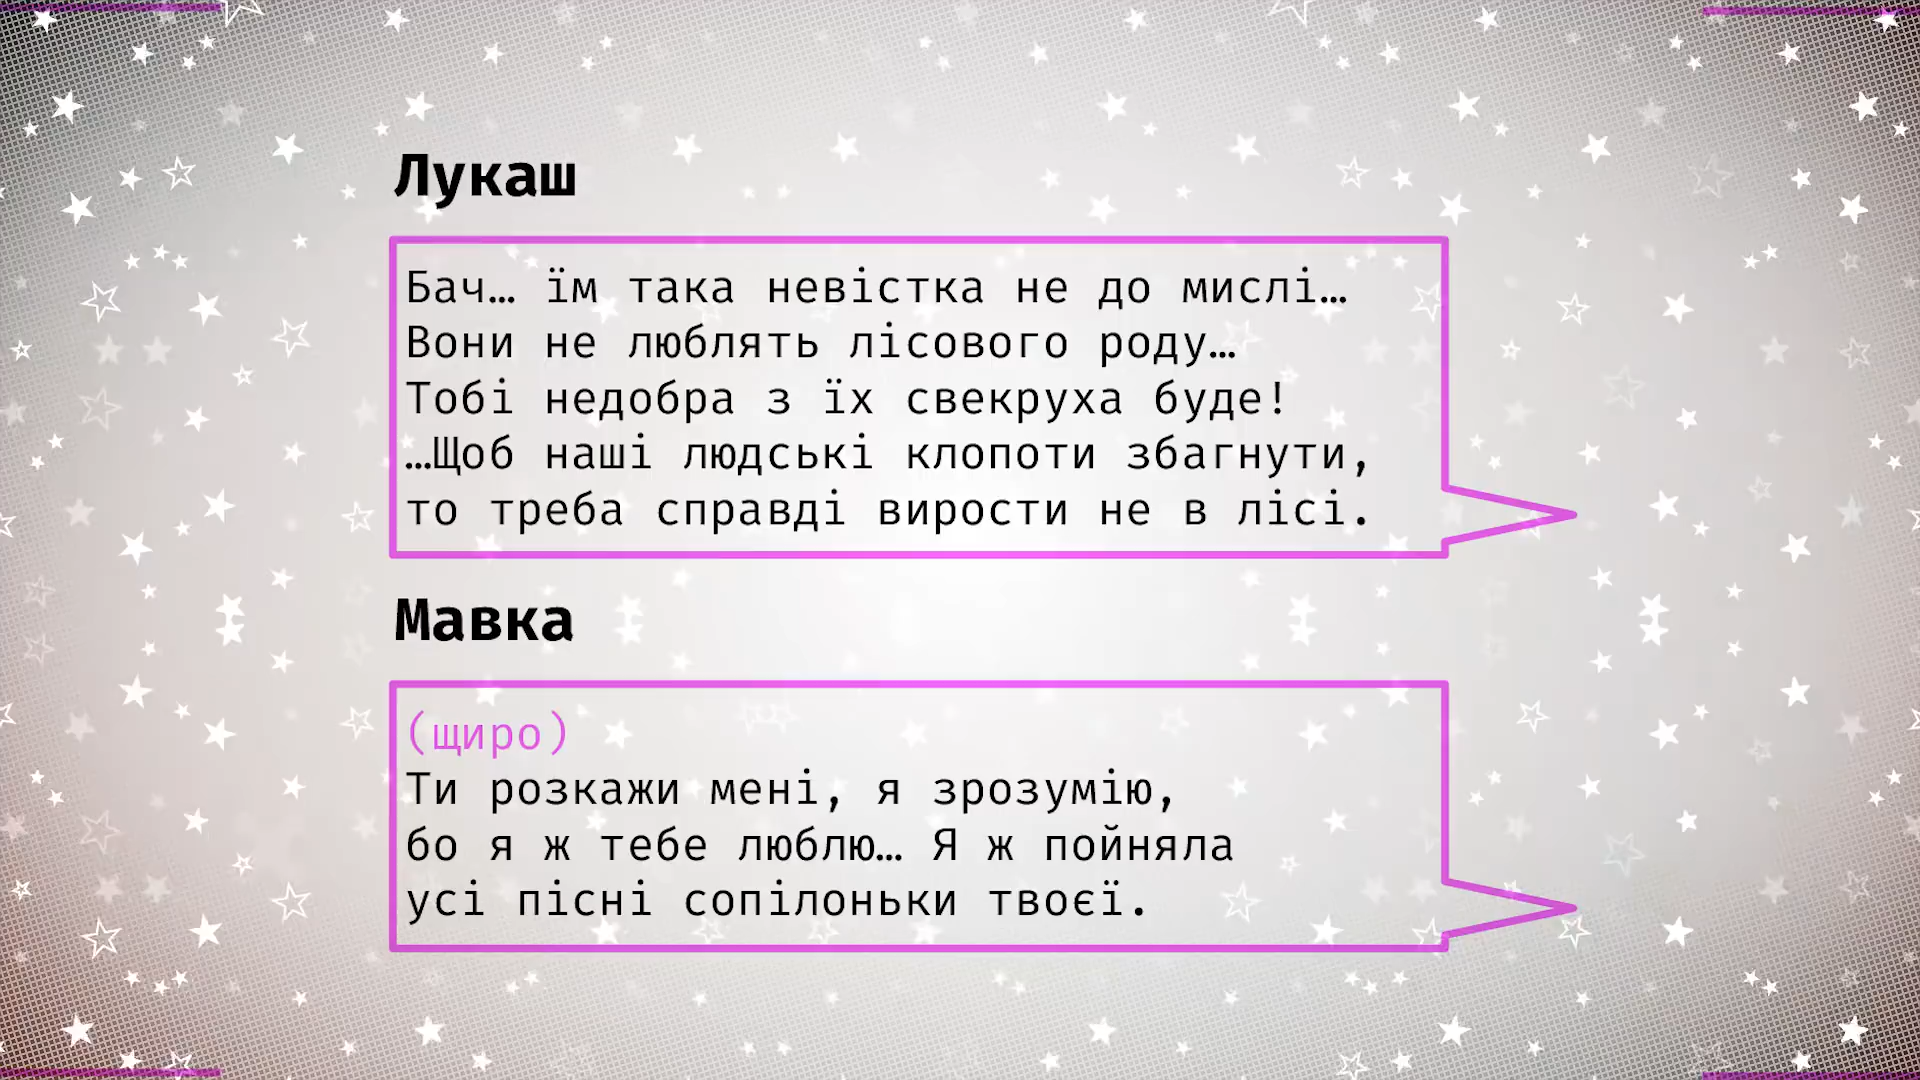 Лукаш
Бач… їм така невістка не до мислі…
Вони не люблять лісового роду…
Тобі недобра з їх свекруха буде!
…Щоб наші людські клопоти збагнути,
то треба справді вирости не в лісі.
Мавка
(щиро)
Ти розкажи мені, я зрозумію,
бо я ж тебе люблю… Я ж пойняла
усі пісні сопілоньки твоєї.